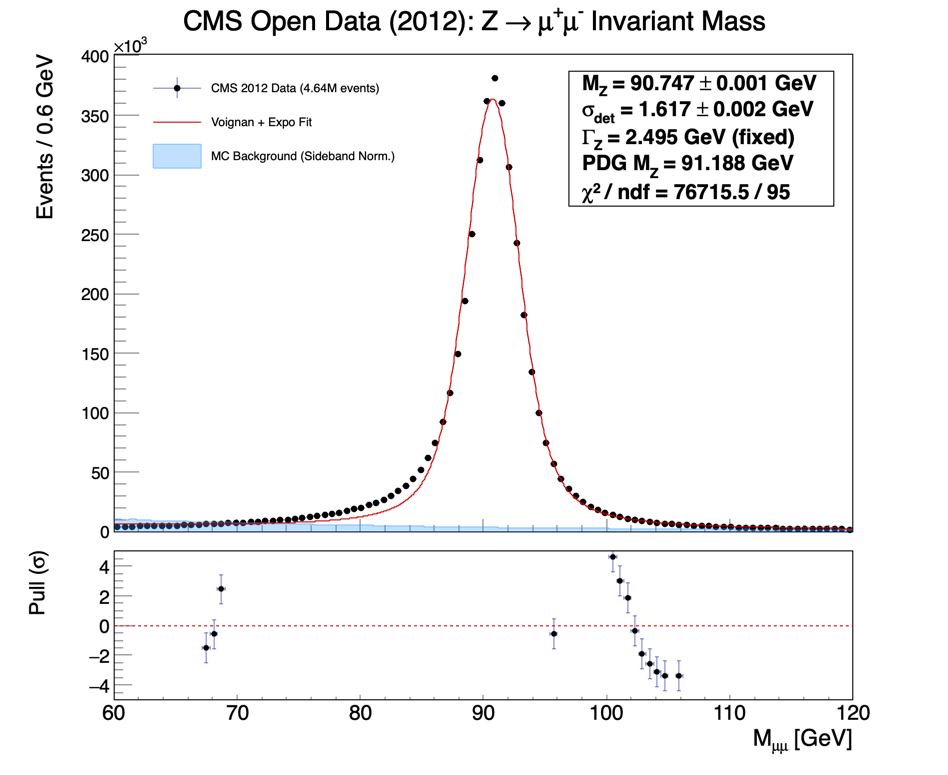 CMS Open Data (2012): Z → μ⁺μ⁻ Invariant Mass
×10³
Events / 0.6 GeV
400
350
300
250
200
150
100
50
0
CMS 2012 Data (4.64M events)
Voignan + Expo Fit
MC Background (Sideband Norm.)
M_Z = 90.747 ± 0.001 GeV
σ_det = 1.617 ± 0.002 GeV
Γ_Z = 2.495 GeV (fixed)
PDG M_Z = 91.188 GeV
χ² / ndf = 76715.5 / 95
Pull (σ)
4
2
0
−2
−4
60 70 80 90 100 110 120
M_μμ [GeV]